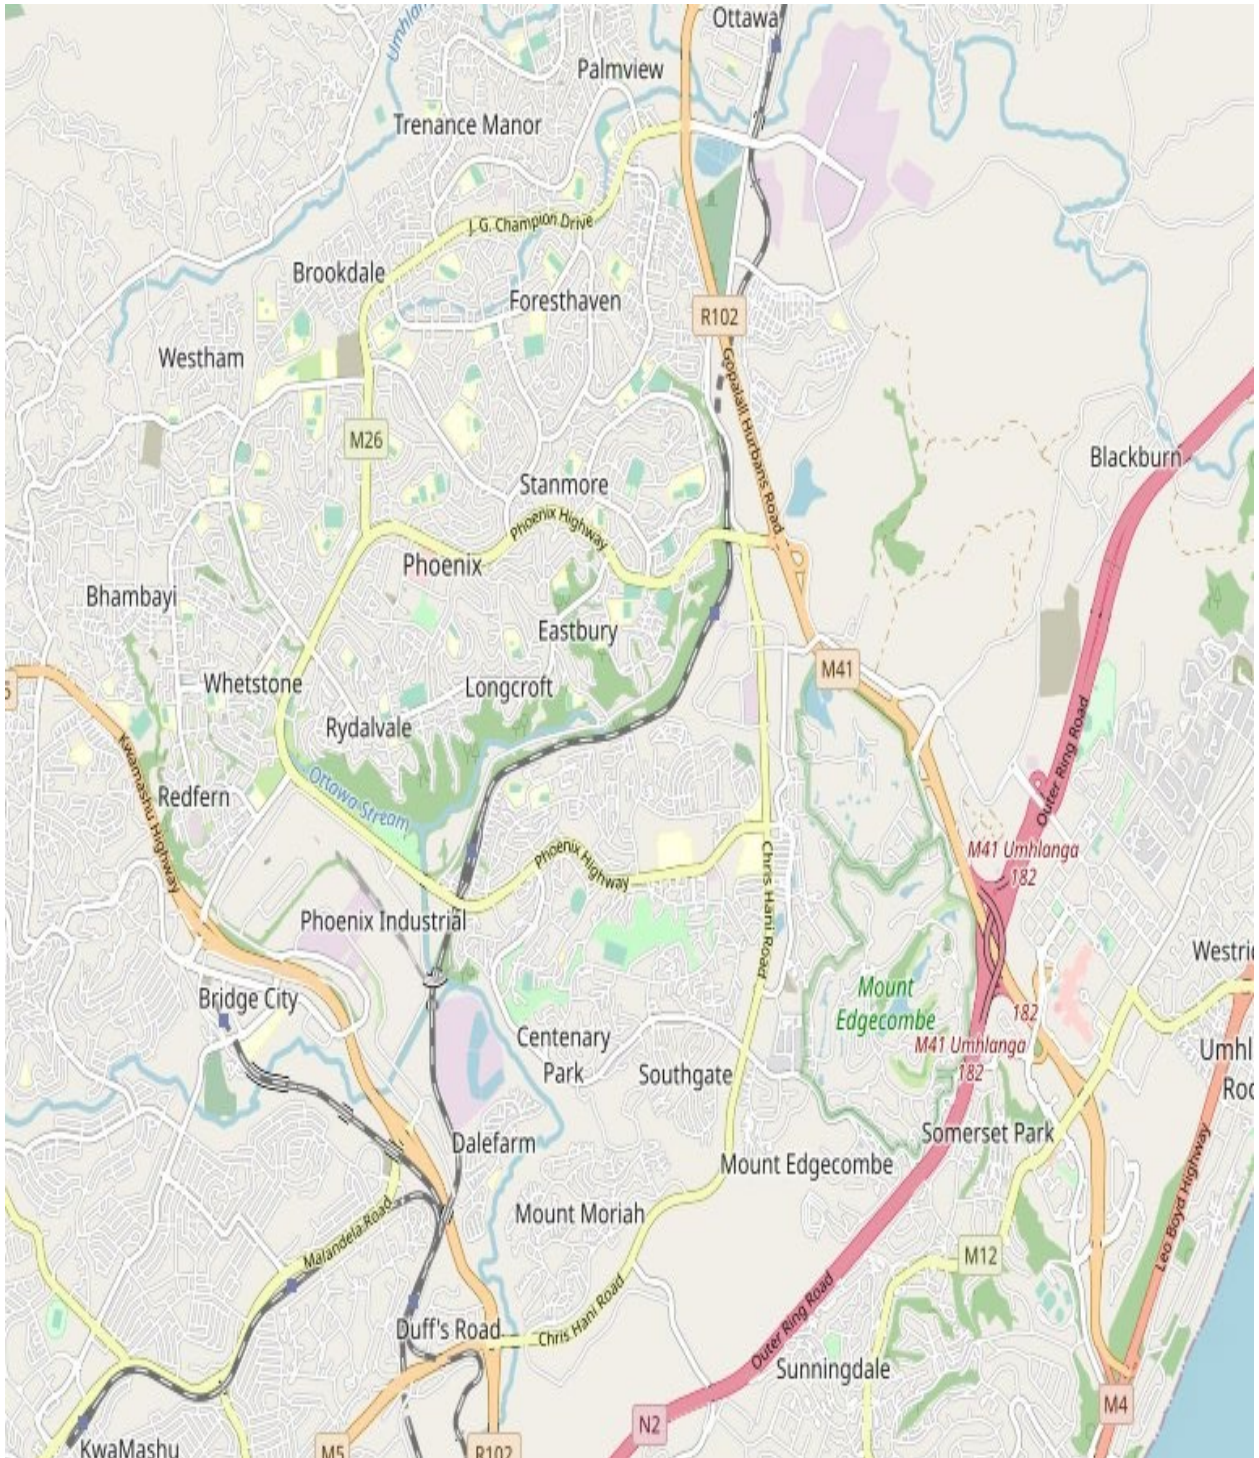 Ottawa
Palmview
Trenance Manor
J. G. Champion Drive
Brookdale
Foresthaven
R102
Westham
Gopalall Hurbans Road
M26
Blackburn
Stanmore
Phoenix Highway
Phoenix
Bhambayi
Eastbury
M41
Whetstone
Longcroft
Rydalvale
Outer Ring Road
Kwamashu Highway
Redfern
Ottawa Stream
Phoenix Highway
Chris Hani Road
M41 Umhlanga
182
Phoenix Industrial
Bridge City
Mount
Edgecombe
182
M41 Umhlanga
182
Centenary
Park
Southgate
Dalefarm
Somerset Park
Mount Edgecombe
Leo Boyd Highway
Mount Moriah
Malandela Road
M12
Chris Hani Road
Outer Ring Road
Duff's Road
Sunningdale
M4
N2
KwaMashu
M5
R102